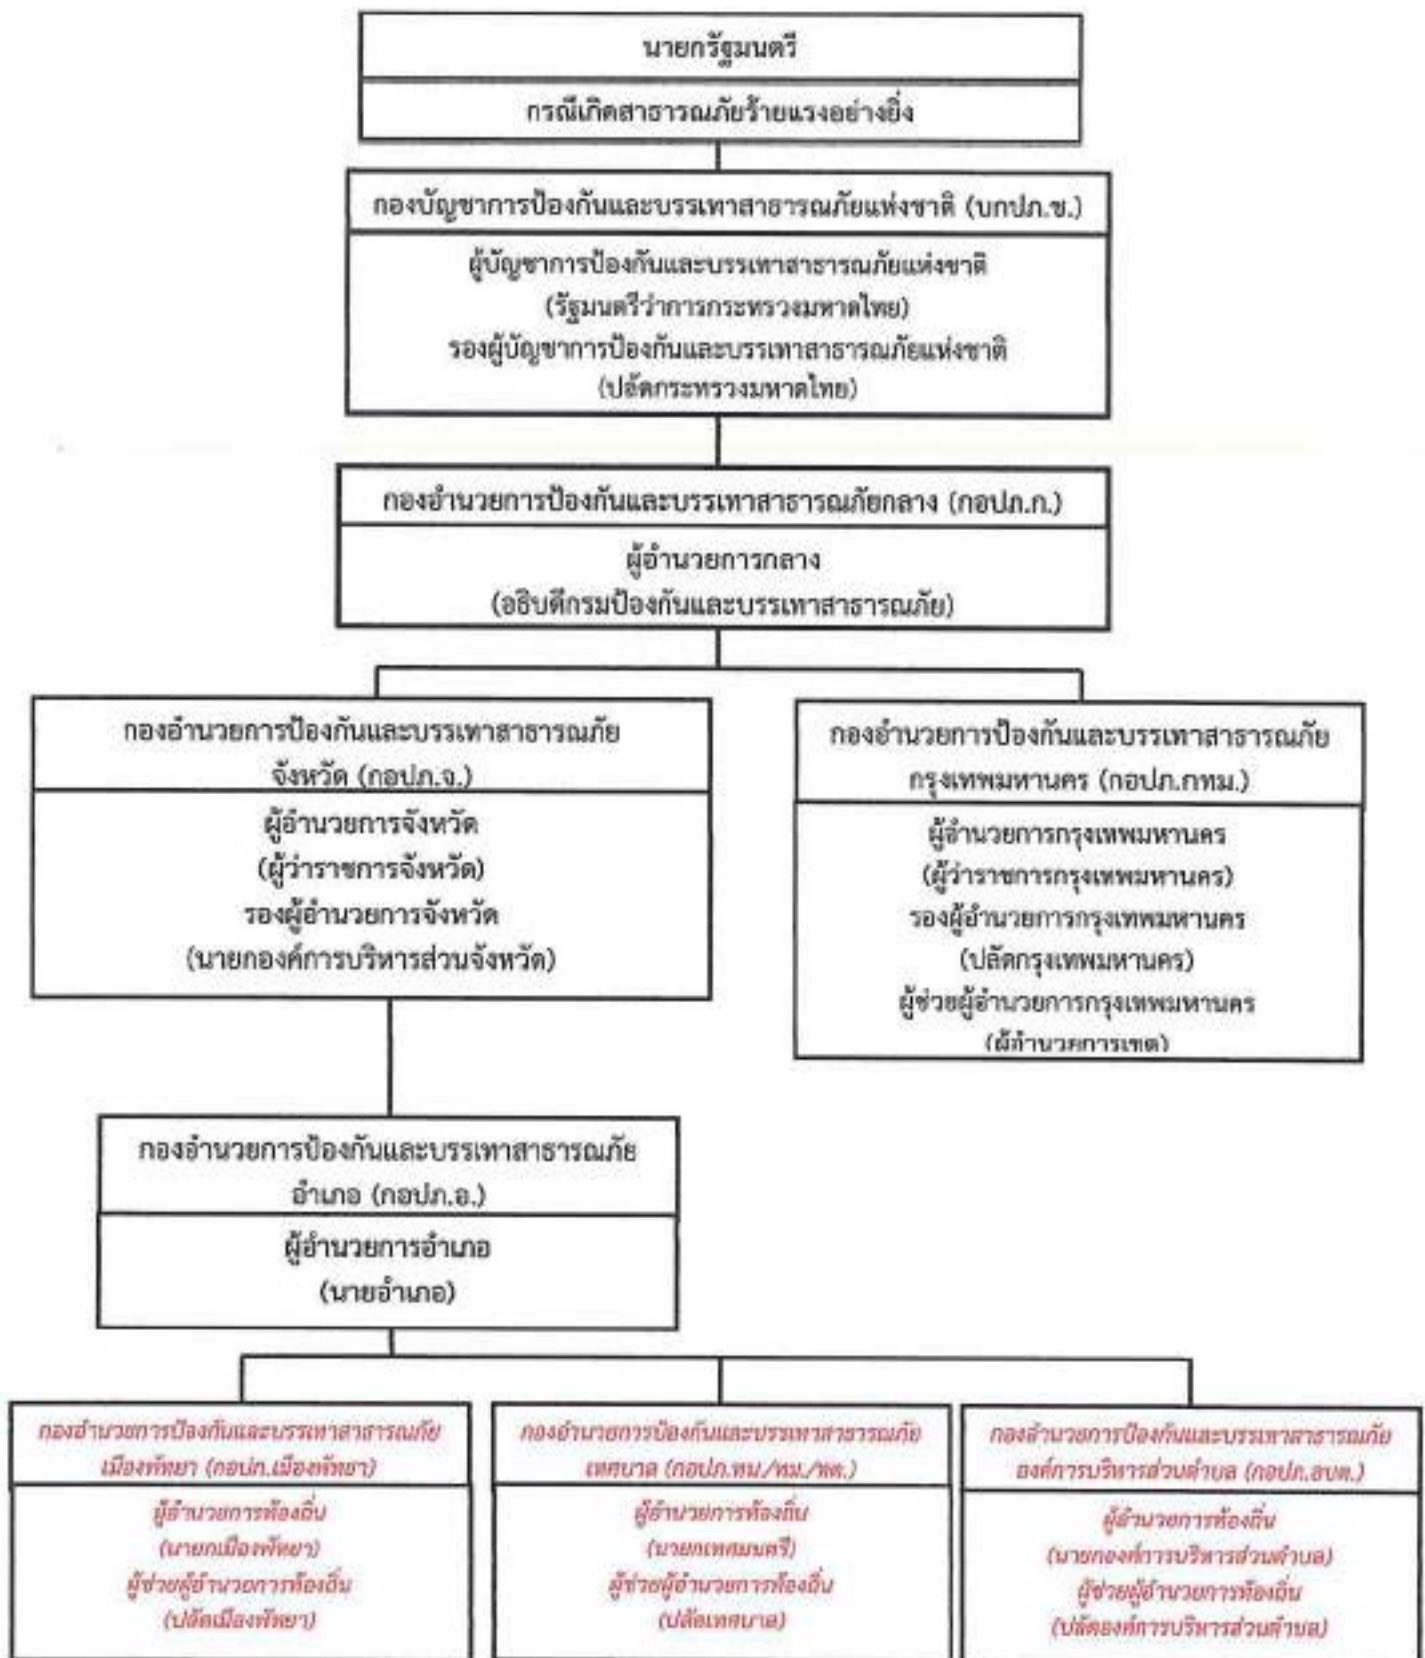 นายกรัฐมนตรี
กรณีเกิดสาธารณภัยร้ายแรงอย่างยิ่ง
กองบัญชาการป้องกันและบรรเทาสาธารณภัยแห่งชาติ (บกปภ.ช.)
ผู้บัญชาการป้องกันและบรรเทาสาธารณภัยแห่งชาติ
(รัฐมนตรีว่าการกระทรวงมหาดไทย)
รองผู้บัญชาการป้องกันและบรรเทาสาธารณภัยแห่งชาติ
(ปลัดกระทรวงมหาดไทย)
กองอำนวยการป้องกันและบรรเทาสาธารณภัยกลาง (กอปภ.ก.)
ผู้อำนวยการกลาง
(อธิบดีกรมป้องกันและบรรเทาสาธารณภัย)
กองอำนวยการป้องกันและบรรเทาสาธารณภัย
จังหวัด (กอปภ.จ.)
ผู้อำนวยการจังหวัด
(ผู้ว่าราชการจังหวัด)
รองผู้อำนวยการจังหวัด
(นายกองค์การบริหารส่วนจังหวัด)
กองอำนวยการป้องกันและบรรเทาสาธารณภัย
กรุงเทพมหานคร (กอปภ.กทม.)
ผู้อำนวยการกรุงเทพมหานคร
(ผู้ว่าราชการกรุงเทพมหานคร)
รองผู้อำนวยการกรุงเทพมหานคร
(ปลัดกรุงเทพมหานคร)
ผู้ช่วยผู้อำนวยการกรุงเทพมหานคร
(ผู้อำนวยการเขต)
กองอำนวยการป้องกันและบรรเทาสาธารณภัย
อำเภอ (กอปภ.อ.)
ผู้อำนวยการอำเภอ
(นายอำเภอ)
กองอำนวยการป้องกันและบรรเทาสาธารณภัย
เมืองพัทยา (กอปภ.เมืองพัทยา)
ผู้อำนวยการท้องถิ่น
(นายกเมืองพัทยา)
ผู้ช่วยผู้อำนวยการท้องถิ่น
(ปลัดเมืองพัทยา)
กองอำนวยการป้องกันและบรรเทาสาธารณภัย
เทศบาล (กอปภ.ทน./ทม./ทต.)
ผู้อำนวยการท้องถิ่น
(นายกเทศมนตรี)
ผู้ช่วยผู้อำนวยการท้องถิ่น
(ปลัดเทศบาล)
กองอำนวยการป้องกันและบรรเทาสาธารณภัย
องค์การบริหารส่วนตำบล (กอปภ.อบต.)
ผู้อำนวยการท้องถิ่น
(นายกองค์การบริหารส่วนตำบล)
ผู้ช่วยผู้อำนวยการท้องถิ่น
(ปลัดองค์การบริหารส่วนตำบล)